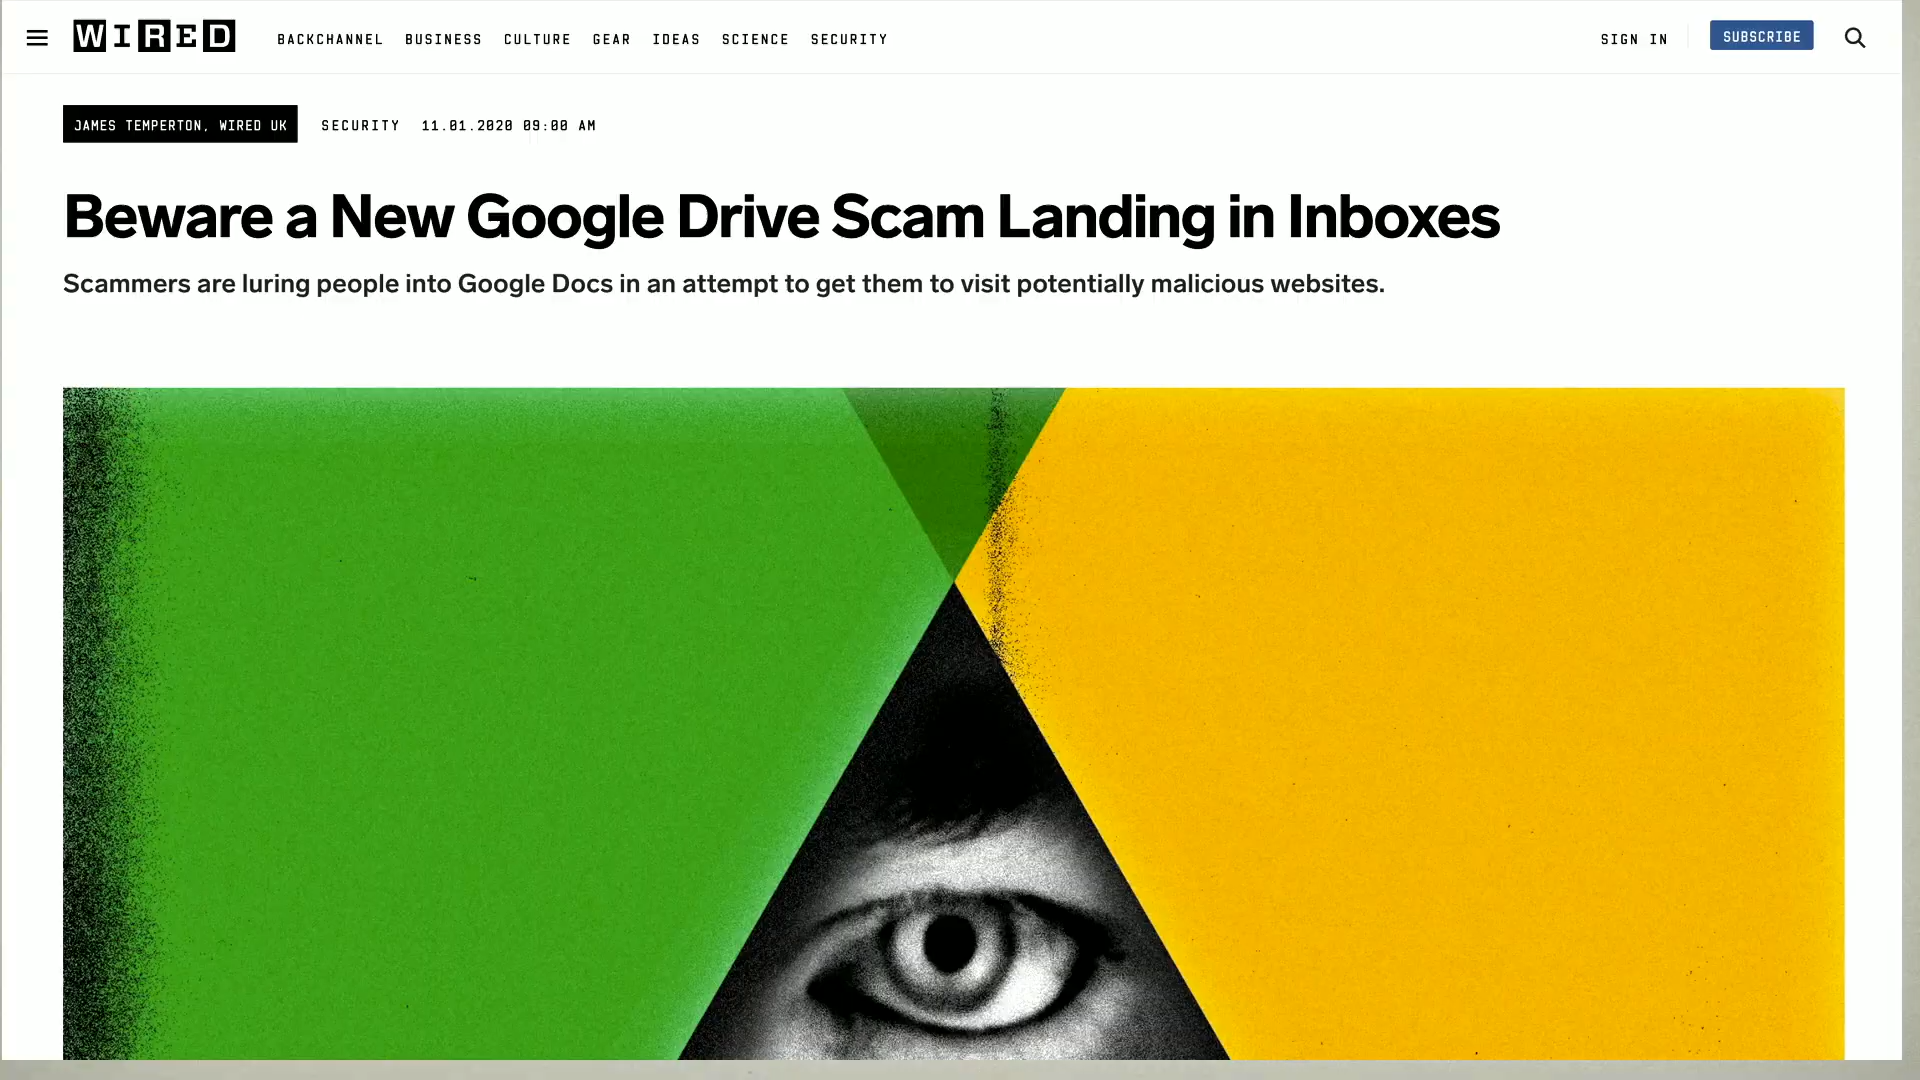 WIRED BACKCHANNEL BUSINESS CULTURE GEAR IDEAS SCIENCE SECURITY SIGN IN SUBSCRIBE
JAMES TEMPERTON, WIRED UK SECURITY 11.01.2020 09:00 AM
Beware a New Google Drive Scam Landing in Inboxes
Scammers are luring people into Google Docs in an attempt to get them to visit potentially malicious websites.